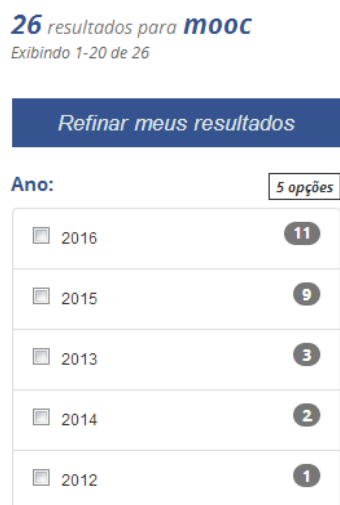 26 resultados para mooc
Exibindo 1-20 de 26
Refinar meus resultados
Ano: 5 opções
2016 11
2015 9
2013 3
2014 2
2012 1